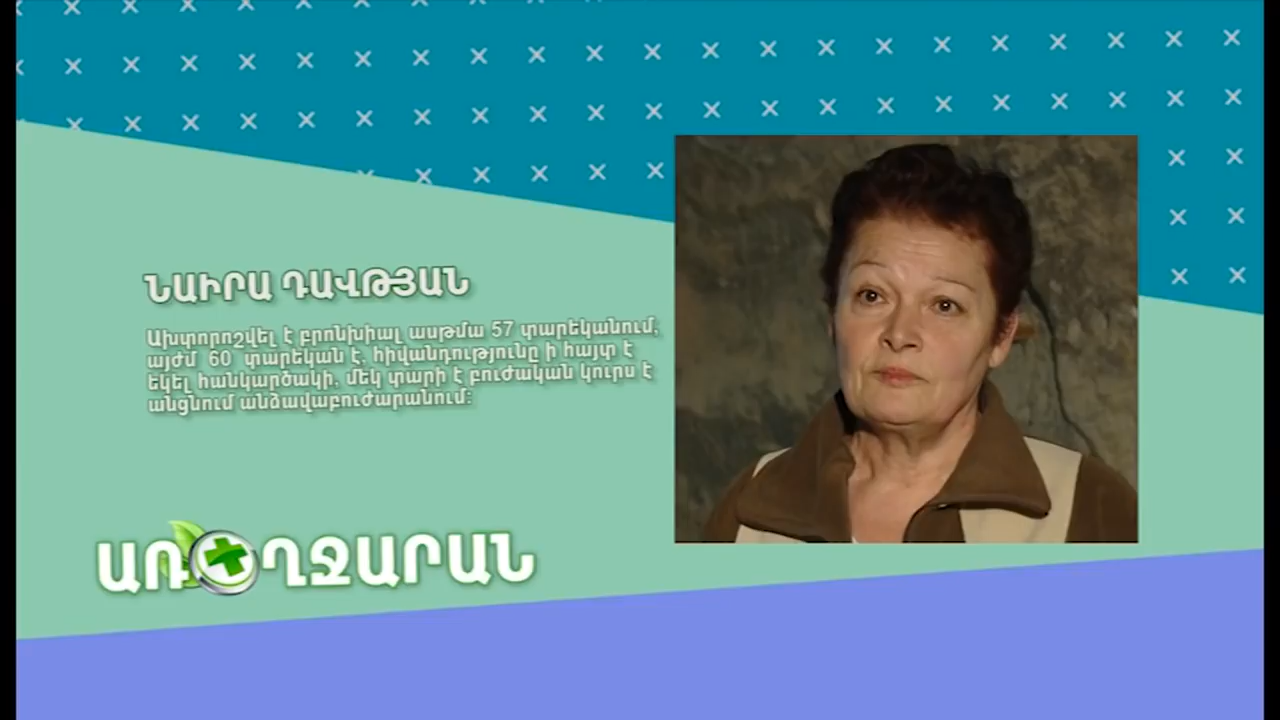 ՆԱԻՐԱ ԴԱՎԹՅԱՆ
Ախտորոշվել է բրոնխիալ ասթմա 57 տարեկանում,
այժմ 60 տարեկան է, հիվանդությունը ի հայտ է
եկել հանկարծակի, մեկ տարի է բուժական կուրս է
անցնում անձավաբուժարանում:
ԱՌՈՂՋԱՐԱՆ